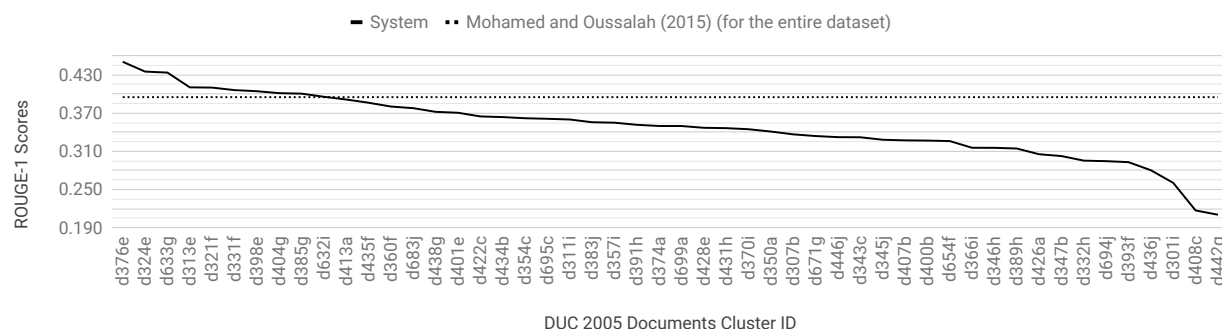 System Mohamed and Oussalah (2015) (for the entire dataset)
ROUGE-1 Scores
0.430
0.370
0.310
0.250
0.190
d376e
d324e
d633g
d313e
d321f
d331f
d398e
d404g
d385g
d632i
d413a
d435f
d360f
d683j
d438g
d401e
d422c
d434b
d354c
d695c
d311i
d383j
d357i
d391h
d374a
d699a
d428e
d431h
d370i
d350a
d307b
d671g
d446j
d343c
d345j
d407b
d400b
d654f
d366i
d346h
d389h
d426a
d347b
d332h
d694j
d393f
d436j
d301i
d408c
d442g
DUC 2005 Documents Cluster ID